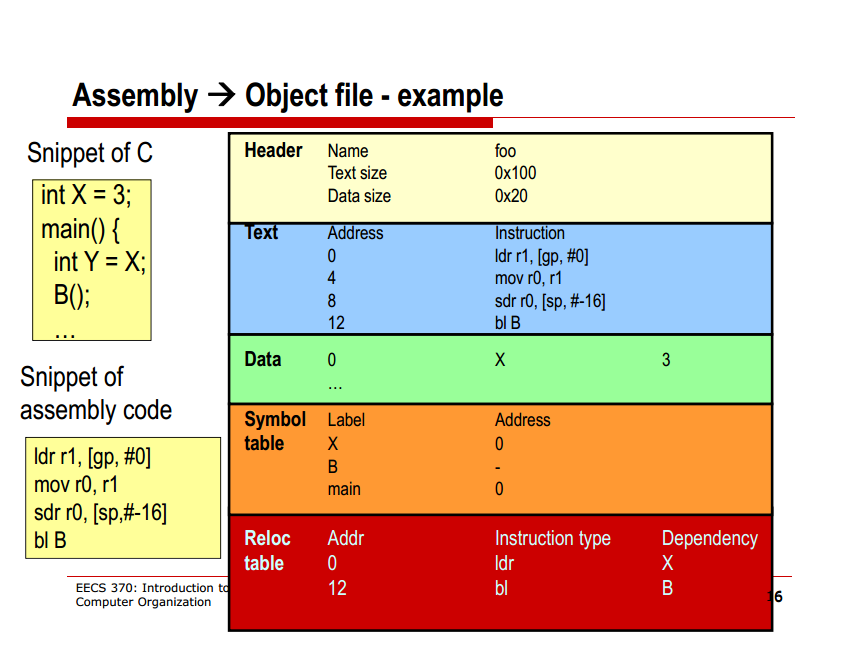 Assembly → Object file - example
Snippet of C
int X = 3;
main() {
int Y = X;
B();
…
Snippet of
assembly code
ldr r1, [gp, #0]
mov r0, r1
sdr r0, [sp,#-16]
bl B
Header Name foo
Text size 0x100
Data size 0x20
Text Address Instruction
0 ldr r1, [gp, #0]
4 mov r0, r1
8 sdr r0, [sp, #-16]
12 bl B
Data 0 X 3
…
Symbol Label Address
table X 0
B -
main 0
Reloc Addr Instruction type Dependency
table 0 ldr X
12 bl B
EECS 370: Introduction to
Computer Organization
16